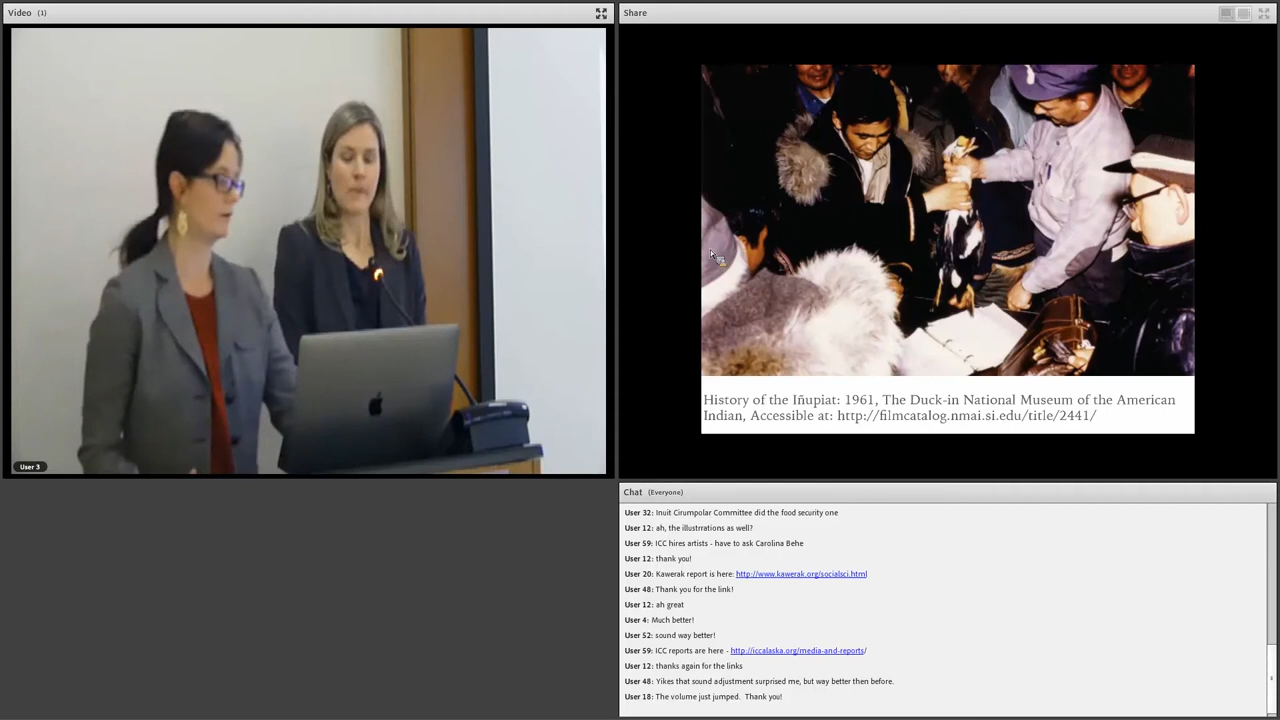 Video (1)
User 3
Share
History of the Iñupiat: 1961, The Duck-in National Museum of the American
Indian, Accessible at: http://filmcatalog.nmai.si.edu/title/2441/
Chat (Everyone)
User 32: Inuit Cirumpolar Committee did the food security one
User 12: ah, the illustrrations as well?
User 59: ICC hires artists - have to ask Carolina Behe
User 12: thank you!
User 20: Kawerak report is here: http://www.kawerak.org/socialsci.html
User 48: Thank you for the link!
User 12: ah great
User 4: Much better!
User 52: sound way better!
User 59: ICC reports are here - http://iccalaska.org/media-and-reports/
User 12: thanks again for the links
User 48: Yikes that sound adjustment surprised me, but way better then before.
User 18: The volume just jumped.  Thank you!